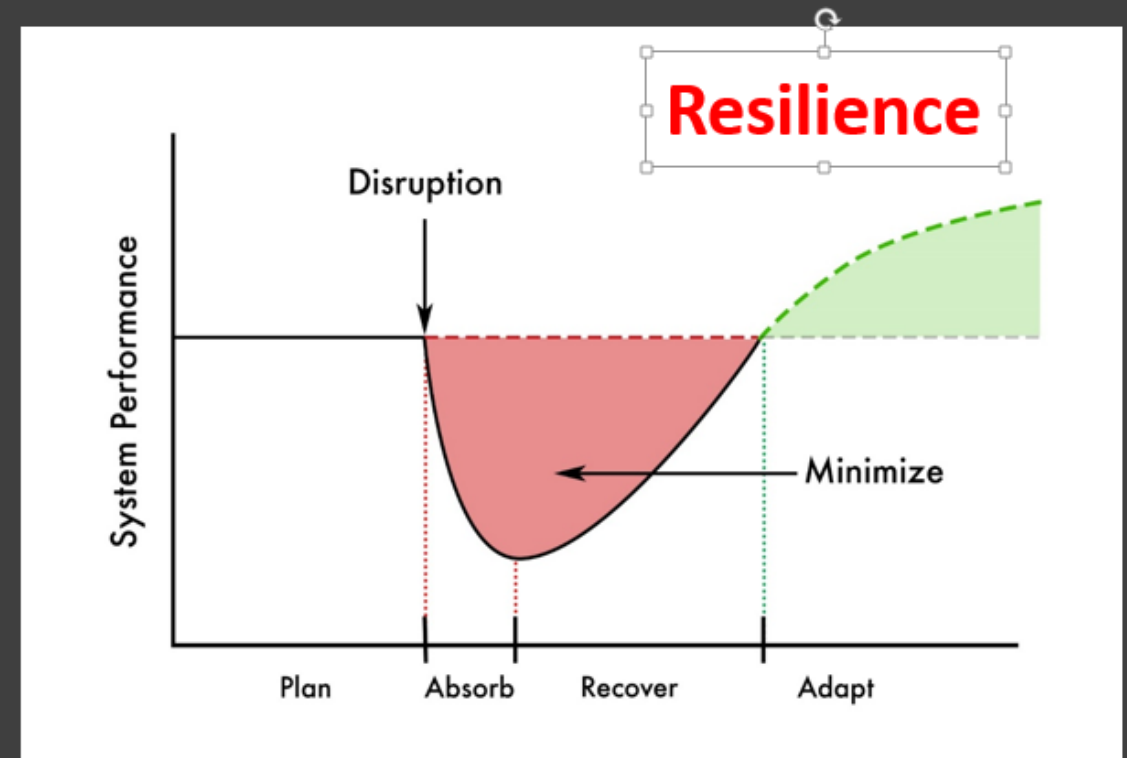 Resilience
Disruption
System Performance
Minimize
Plan Absorb Recover Adapt